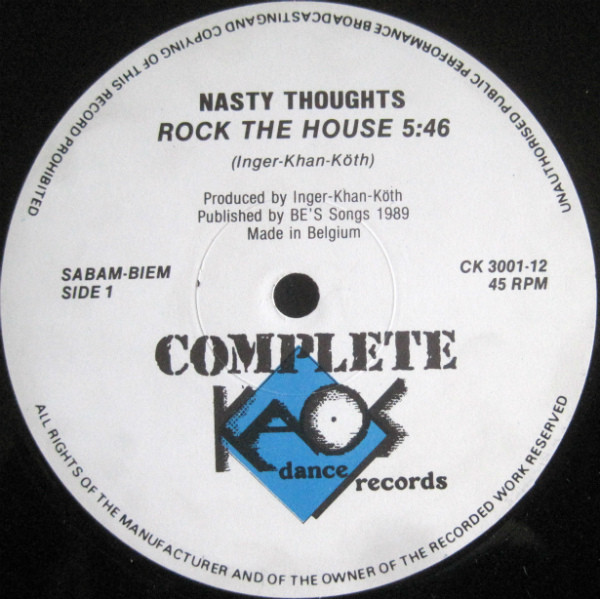 UNAUTHORISED PUBLIC PERFORMANCE BROADCASTING AND COPYING OF THIS RECORD PROHIBITED
NASTY THOUGHTS
ROCK THE HOUSE 5:46
(Inger-Khan-Köth)
Produced by Inger-Khan-Köth
Published by BE'S Songs 1989
Made in Belgium
SABAM-BIEM
SIDE 1
CK 3001-12
45 RPM
COMPLETE
KAOS
dance
records
ALL RIGHTS OF THE MANUFACTURER AND OF THE OWNER OF THE RECORDED WORK RESERVED